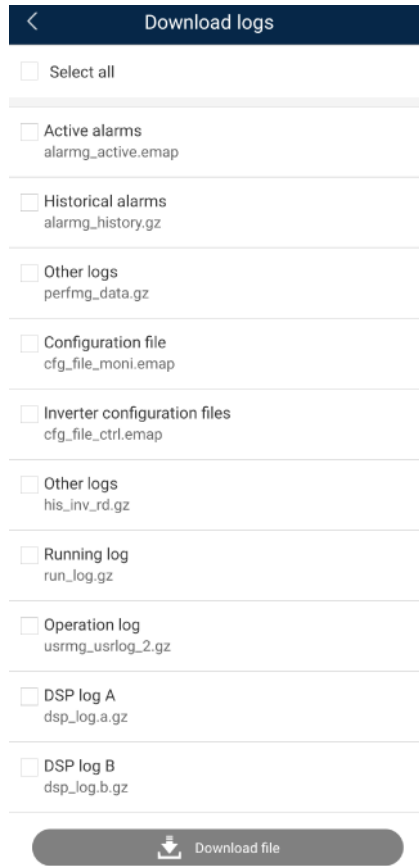 Download logs
Select all
Active alarms
alarmg_active.emap
Historical alarms
alarmg_history.gz
Other logs
perfmg_data.gz
Configuration file
cfg_file_moni.emap
Inverter configuration files
cfg_file_ctrl.emap
Other logs
his_inv_rd.gz
Running log
run_log.gz
Operation log
usrmg_usrlog_2.gz
DSP log A
dsp_log.a.gz
DSP log B
dsp_log.b.gz
Download file